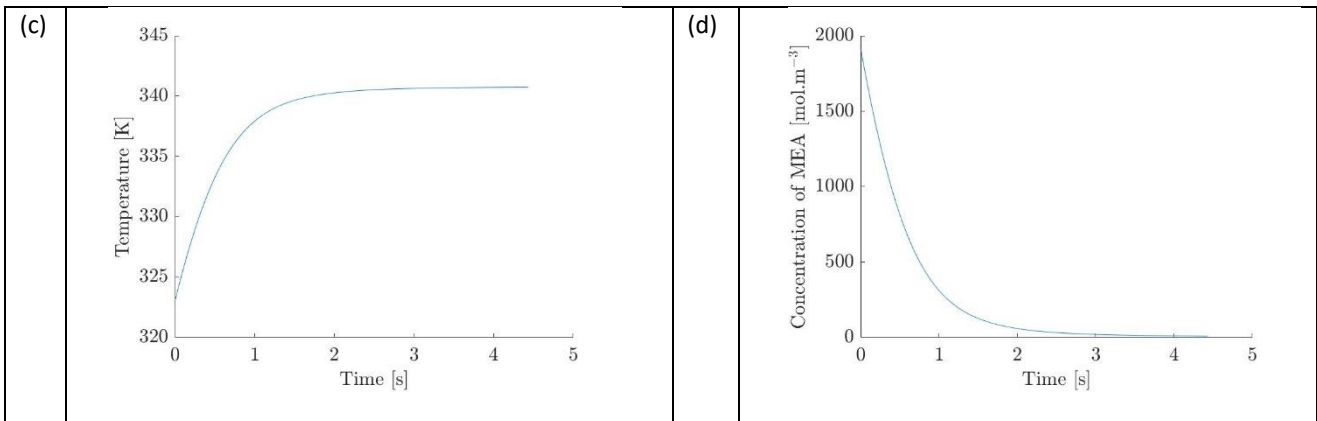 (c)
345
340
335
330
325
320
Temperature [K]
0 1 2 3 4 5
Time [s]
(d)
2000
1500
1000
500
0
Concentration of MEA [mol.m⁻³]
0 1 2 3 4 5
Time [s]